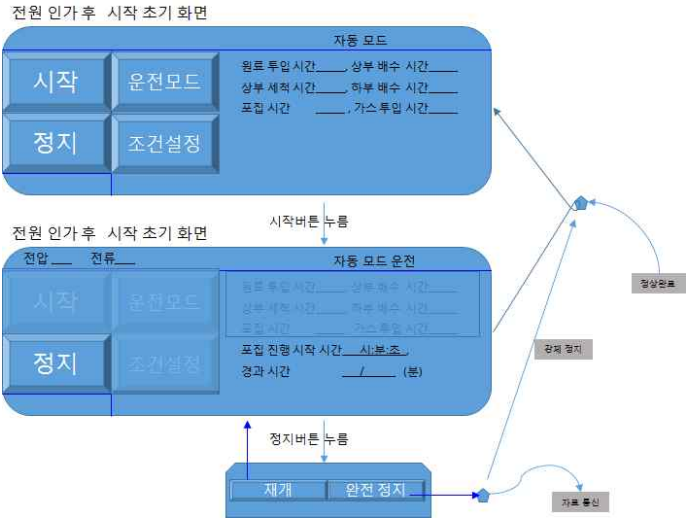 전원 인가 후 시작 초기 화면
자동 모드
시작 운전모드
정지 조건설정
원료 투입 시간____, 상부 배수 시간____
상부 세척 시간____, 하부 배수 시간____
포집 시간 ____, 가스 투입 시간____
시작버튼 누름
전원 인가 후 시작 초기 화면
전압___ 전류___
자동 모드 운전
시작 운전모드
정지 조건설정
원료 투입 시간____, 상부 배수 시간____
상부 세척 시간____, 하부 배수 시간____
포집 시간 ____, 가스 투입 시간____
포집 진행 시작 시간__시:부:초_,
경과 시간 __/____ (분)
정지버튼 누름
재개 완전 정지
정상완료
강제 정지
자료 통신